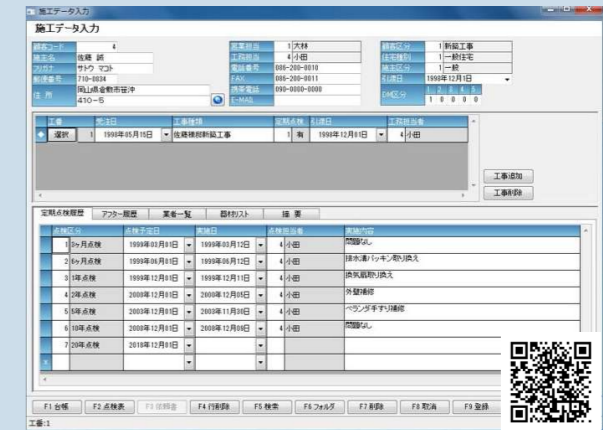 施工データ入力
施工データ入力
顧客コード 4 営業担当 1 大林 顧客区分 1 新築工事
施主名 佐藤 誠 工務担当 4 小田 住宅種別 1 一般住宅
フリガナ サトウ マコト 電話番号 086-200-0010 施主区分 1 一般
郵便番号 710-0834 FAX 086-200-0011 引渡日 1998年12月1日
住所 岡山県倉敷市笹沖 携帯電話 090-0000-0000 DM区分 1 2 3 4 5
410-5 E-MAIL 1 0 0 0 0
工番 受注日 工事種類 定期点検 引渡日 工務担当者
選択 1 1998年05月15日 佐藤様邸新築工事 1 有 1998年12月01日 4 小田
工事追加
工事削除
定期点検履歴 アフター履歴 業者一覧 部材リスト 摘要
点検区分 点検予定日 実施日 点検担当者 実施内容
1 3ヶ月点検 1999年03月01日 1999年03月12日 4 小田 問題なし
2 6ヶ月点検 1999年06月01日 1999年06月12日 4 小田 排水溝パッキン取り換え
3 1年点検 1999年12月01日 1999年12月11日 4 小田 換気扇取り換え
4 2年点検 2000年12月01日 2000年12月05日 4 小田 外壁補修
5 5年点検 2003年12月01日 2003年11月30日 4 小田 ベランダ手すり補修
6 10年点検 2008年12月01日 2008年12月09日 4 小田 問題なし
7 20年点検 2018年12月01日
F1 台帳 F2 点検表 F3 依頼書 F4 行削除 F5 検索 F6 フォルダ F7 削除 F8 取消 F9 登録
工番:1